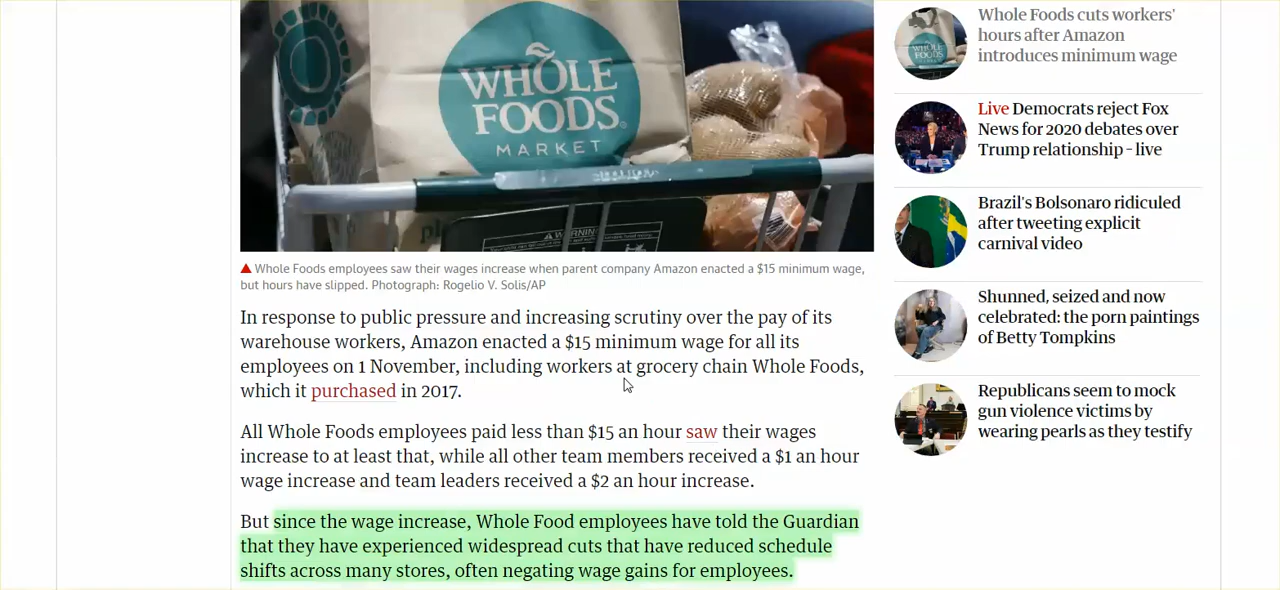 WHOLE
FOODS
MARKET
WARNING
Whole Foods employees saw their wages increase when parent company Amazon enacted a $15 minimum wage,
but hours have slipped. Photograph: Rogelio V. Solis/AP
In response to public pressure and increasing scrutiny over the pay of its
warehouse workers, Amazon enacted a $15 minimum wage for all its
employees on 1 November, including workers at grocery chain Whole Foods,
which it purchased in 2017.
All Whole Foods employees paid less than $15 an hour saw their wages
increase to at least that, while all other team members received a $1 an hour
wage increase and team leaders received a $2 an hour increase.
But since the wage increase, Whole Food employees have told the Guardian
that they have experienced widespread cuts that have reduced schedule
shifts across many stores, often negating wage gains for employees.
Whole Foods cuts workers'
hours after Amazon
introduces minimum wage
Live Democrats reject Fox
News for 2020 debates over
Trump relationship – live
Brazil's Bolsonaro ridiculed
after tweeting explicit
carnival video
Shunned, seized and now
celebrated: the porn paintings
of Betty Tompkins
Republicans seem to mock
gun violence victims by
wearing pearls as they testify